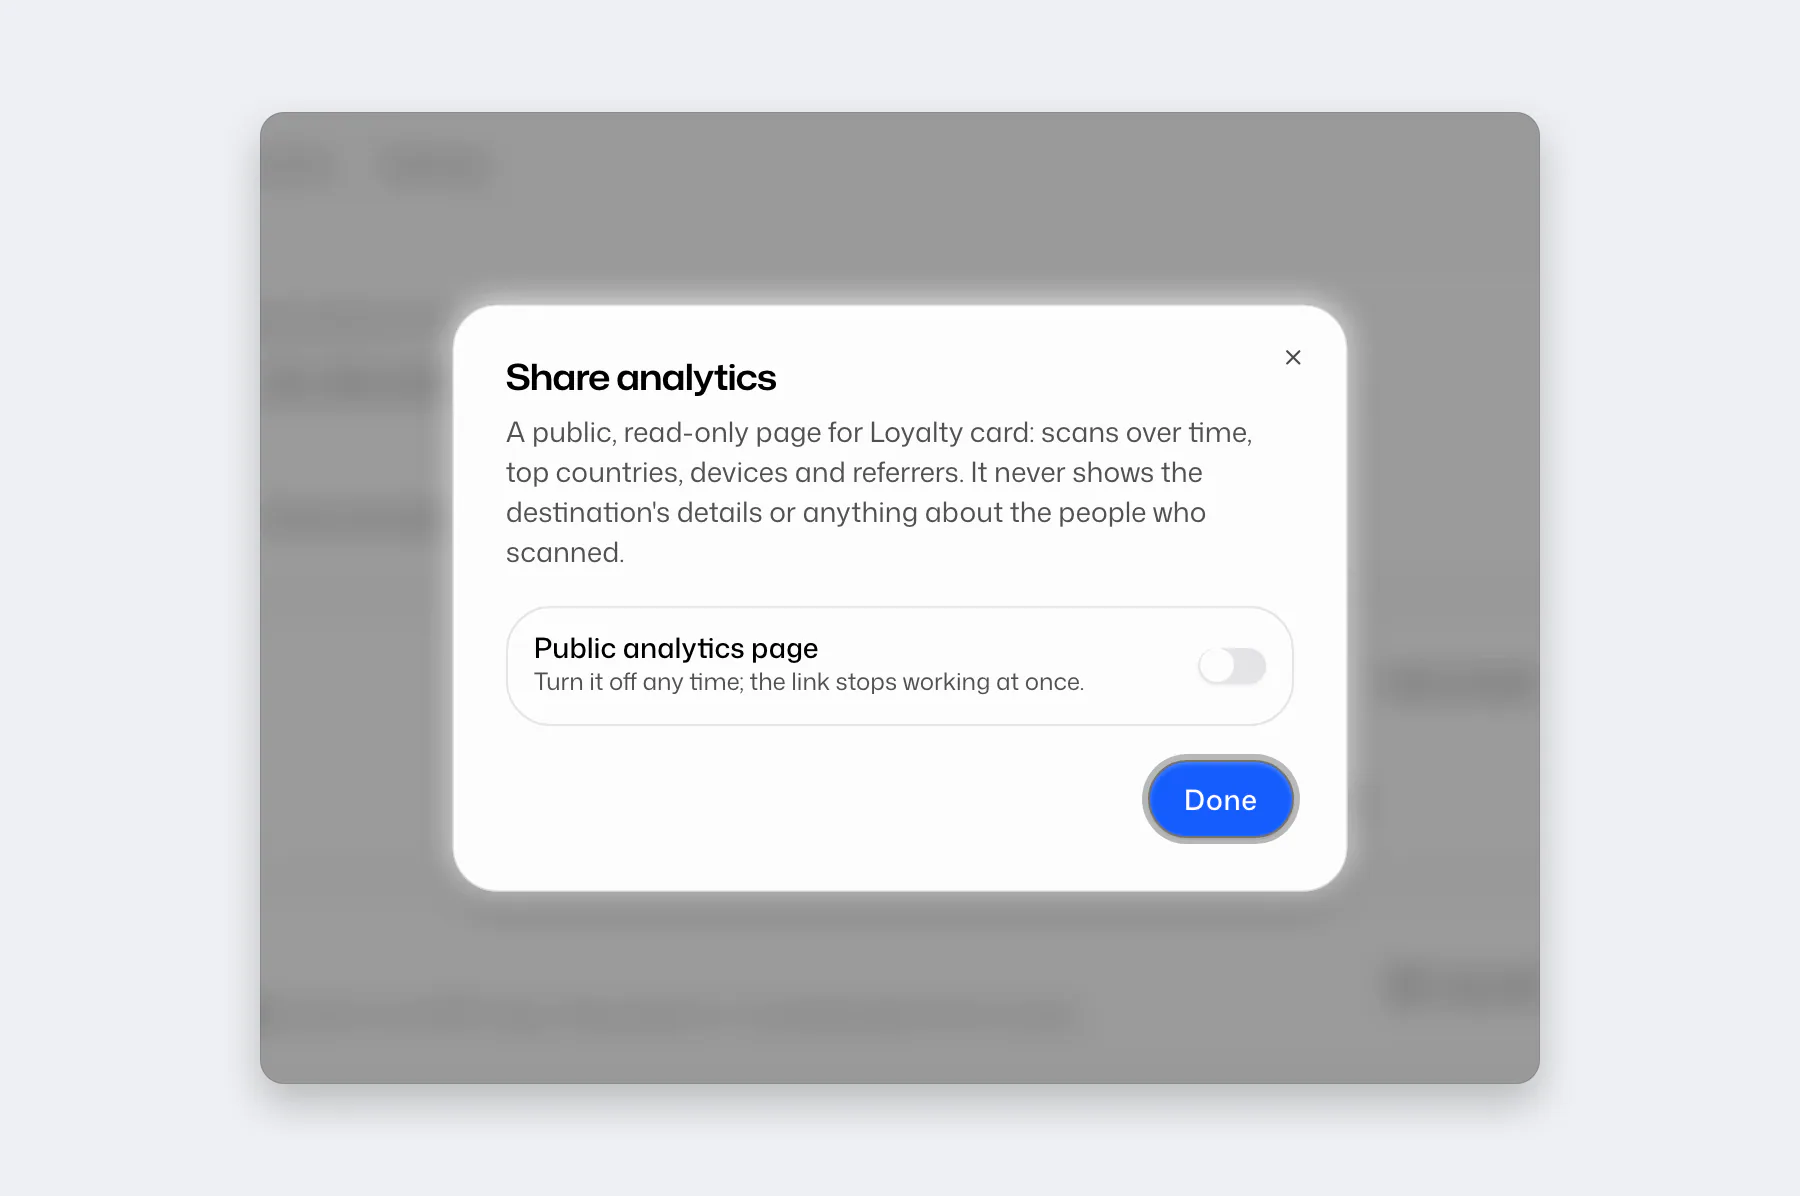 Share analytics
A public, read-only page for Loyalty card: scans over time,
top countries, devices and referrers. It never shows the
destination's details or anything about the people who
scanned.
Public analytics page
Turn it off any time; the link stops working at once.
Done